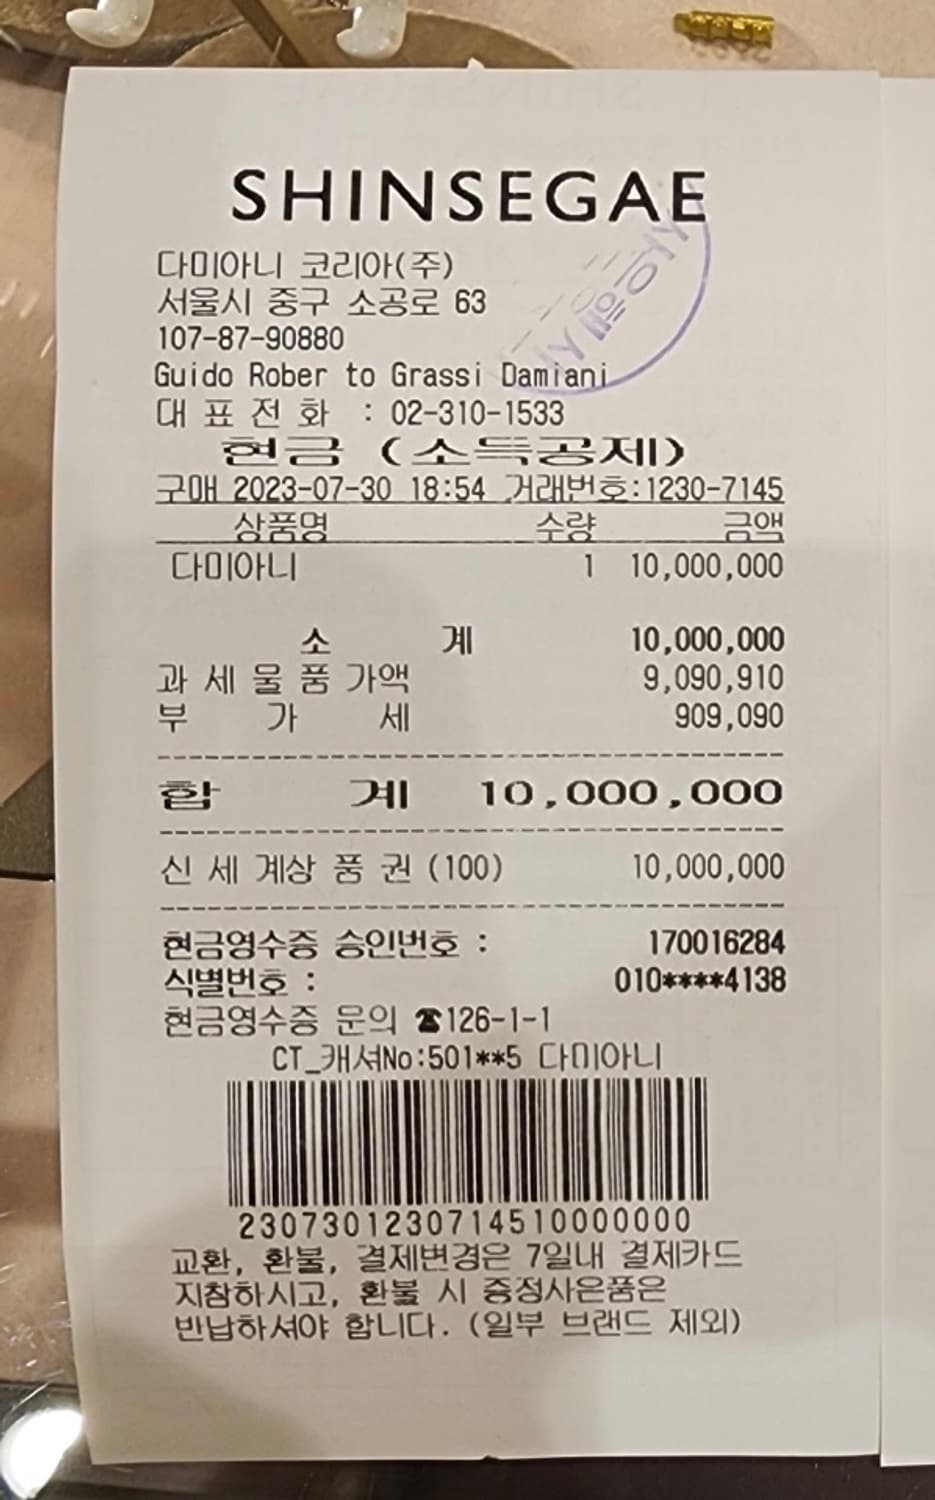 SHINSEGAE
다미아니 코리아(주)
서울시 중구 소공로 63
107-87-90880
Guido Rober to Grassi Damiani
대 표 전 화 : 02-310-1533
현금 (소득공제)
구매 2023-07-30 18:54 거래번호:1230-7145
상품명 수량 금액
다미아니 1 10,000,000
소 계 10,000,000
과 세 물 품 가액 9,090,910
부 가 세 909,090
합 계 10,000,000
신 세 계상 품 권 (100) 10,000,000
현금영수증 승인번호 : 170016284
식별번호 : 010****4138
현금영수증 문의 ☎126-1-1
CT_캐셔No:501**5 다미아니
2307301230714510000000
교환, 환불, 결제변경은 7일내 결제카드
지참하시고, 환불 시 증정사은품은
반납하셔야 합니다. (일부 브랜드 제외)